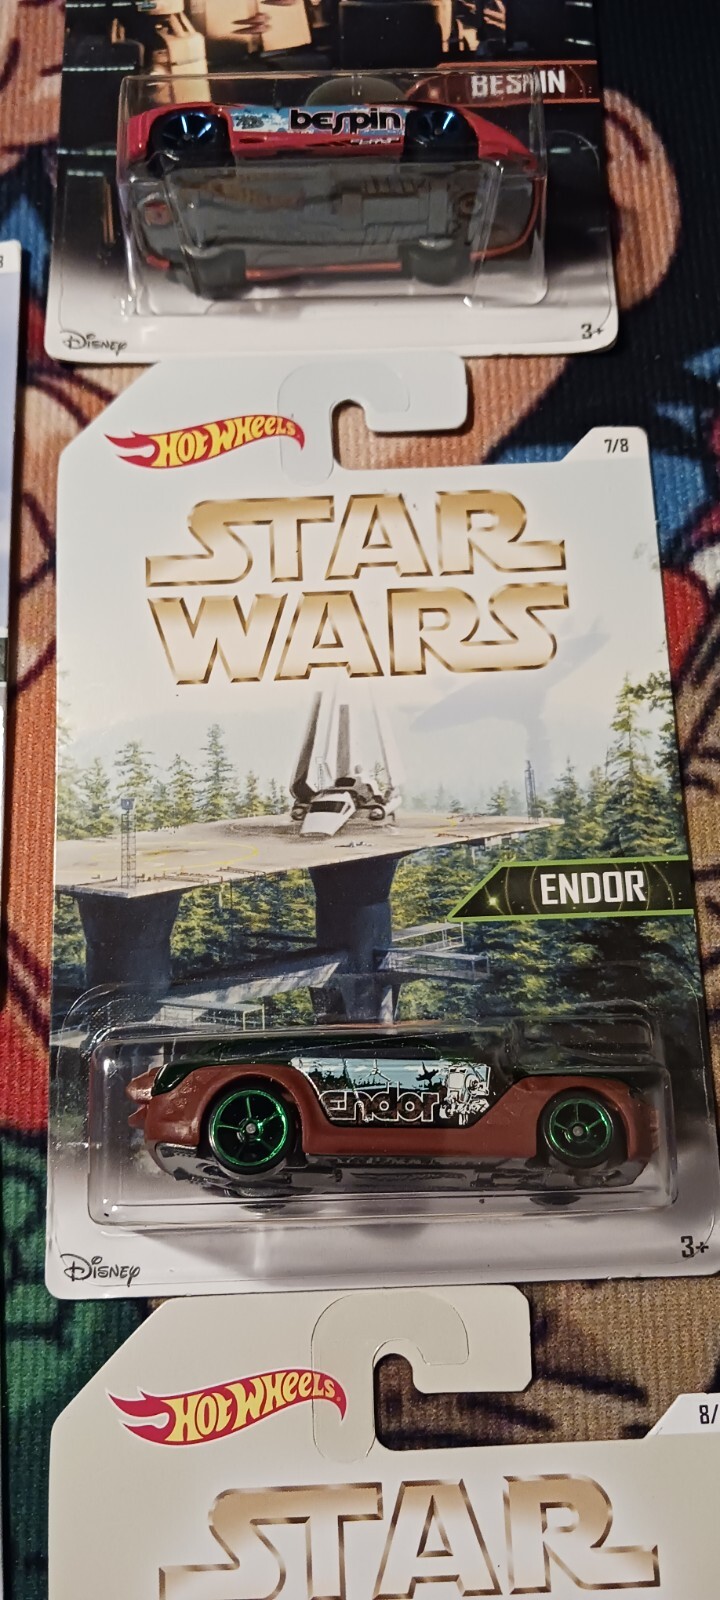 BESPIN
bespin
Disney
3+
HOT WHEELS
7/8
STAR
WARS
ENDOR
Endor
Disney
3+
HOT WHEELS
8/
STAR